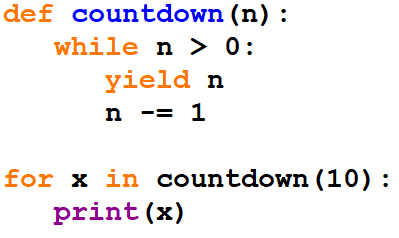 def countdown(n):
   while n > 0:
      yield n
      n -= 1

for x in countdown(10):
   print(x)